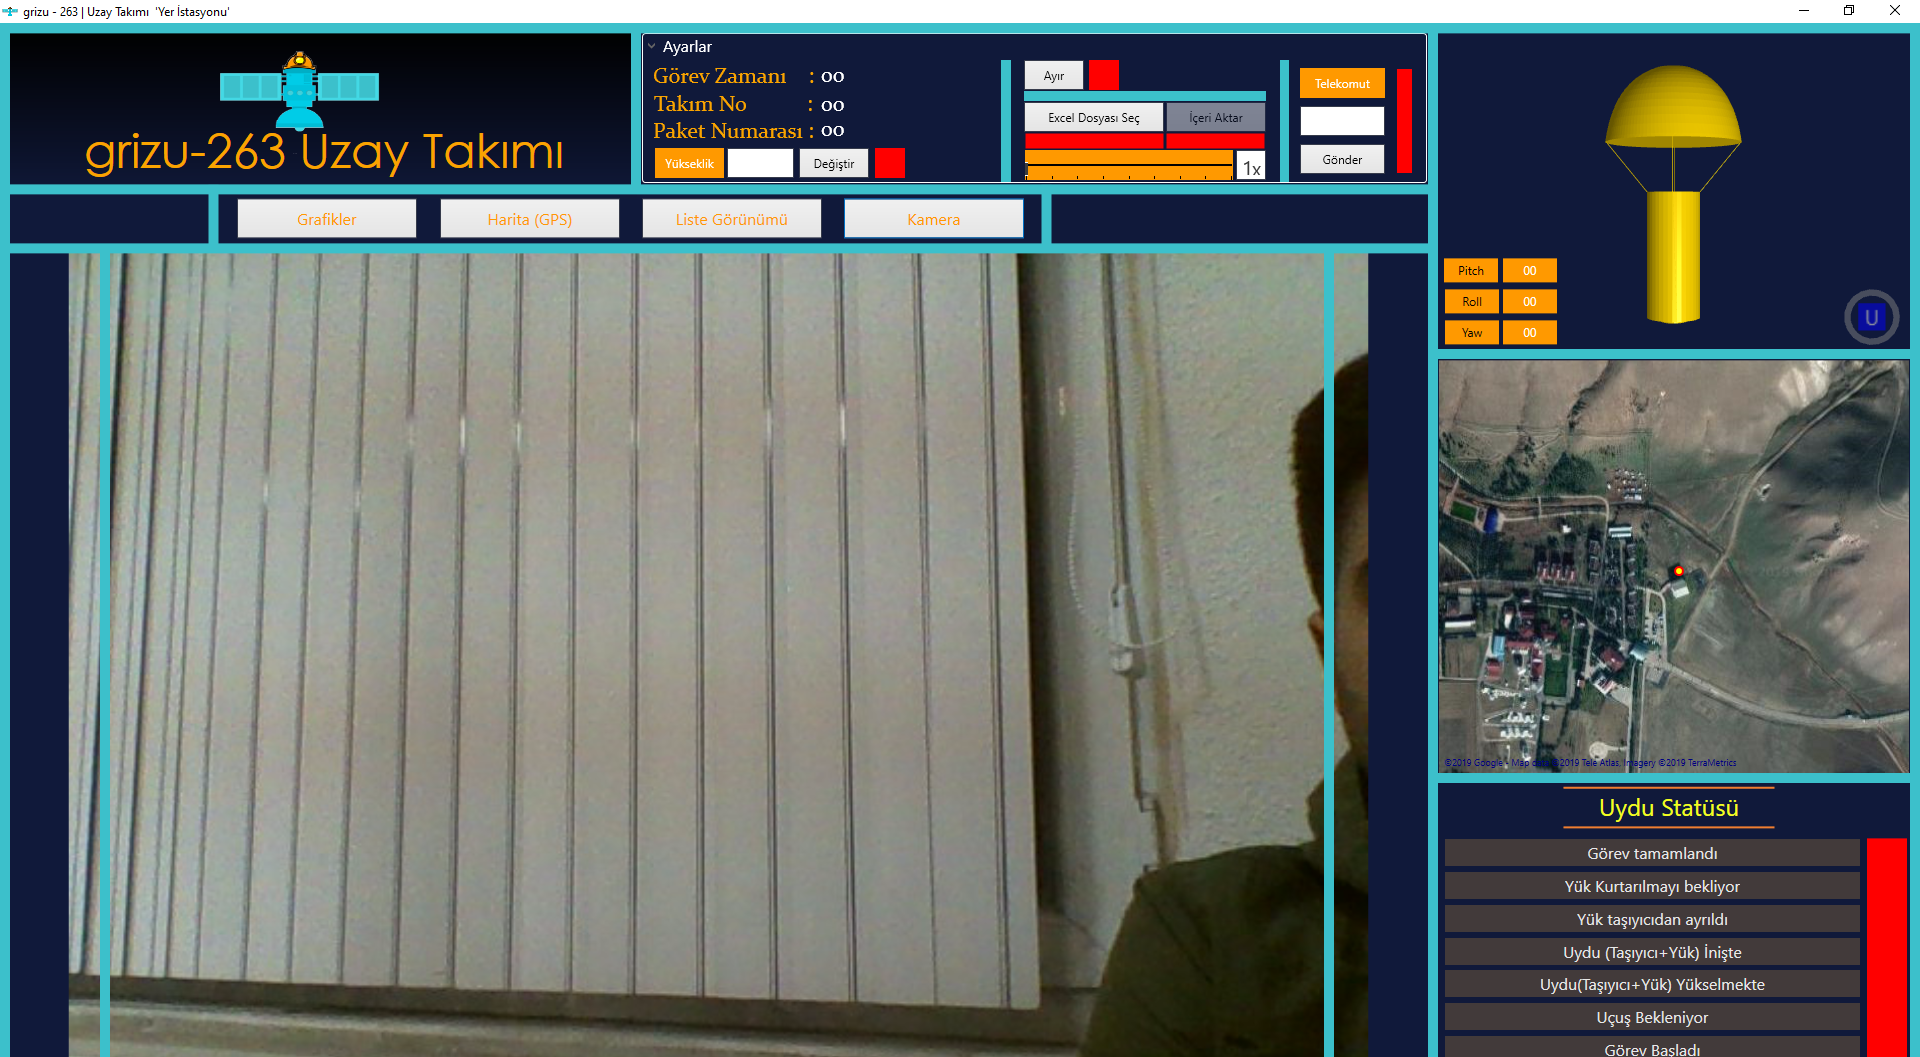 grizu - 263 | Uzay Takımı 'Yer İstasyonu'
grizu-263 Uzay Takımı
Ayarlar
Görev Zamanı : 00
Takım No : 00
Paket Numarası : 00
Yükseklik Değiştir
Ayır
Excel Dosyası Seç İçeri Aktar
1x
Telekomut
Gönder
Grafikler Harita (GPS) Liste Görünümü Kamera
Pitch 00
Roll 00
Yaw 00
U
©2019 Google - Map data ©2019 Tele Atlas, Imagery ©2019 TerraMetrics
Uydu Statüsü
Görev tamamlandı
Yük Kurtarılmayı bekliyor
Yük taşıyıcıdan ayrıldı
Uydu (Taşıyıcı+Yük) İnişte
Uydu(Taşıyıcı+Yük) Yükselmekte
Uçuş Bekleniyor
Görev Başladı